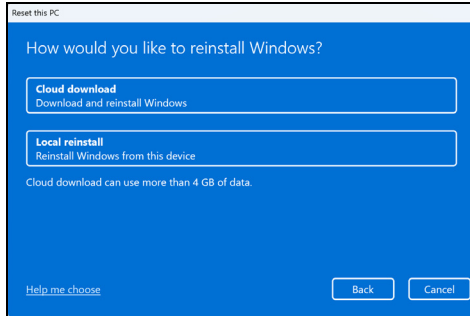 Reset this PC
How would you like to reinstall Windows?
Cloud download
Download and reinstall Windows
Local reinstall
Reinstall Windows from this device
Cloud download can use more than 4 GB of data.
Help me choose
Back
Cancel